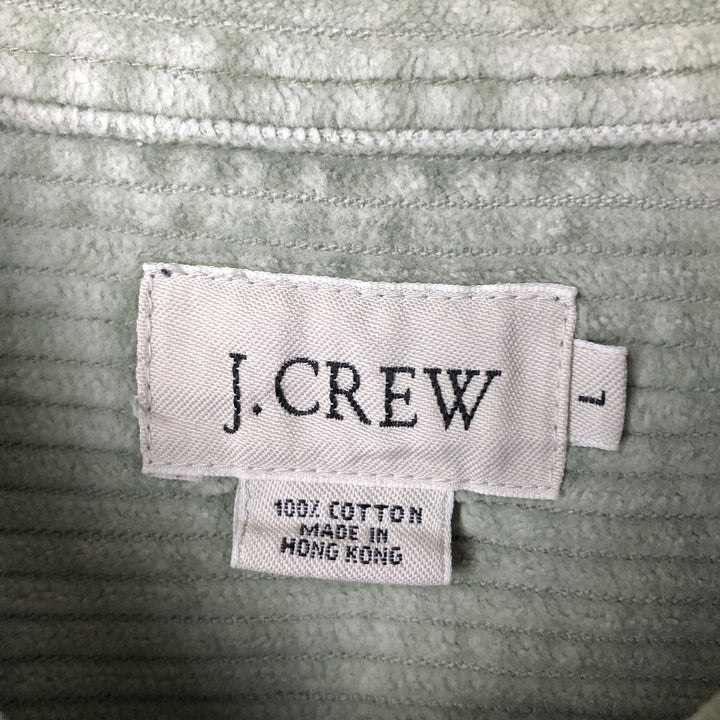 J.CREW
L
100% COTTON
MADE IN
HONG KONG